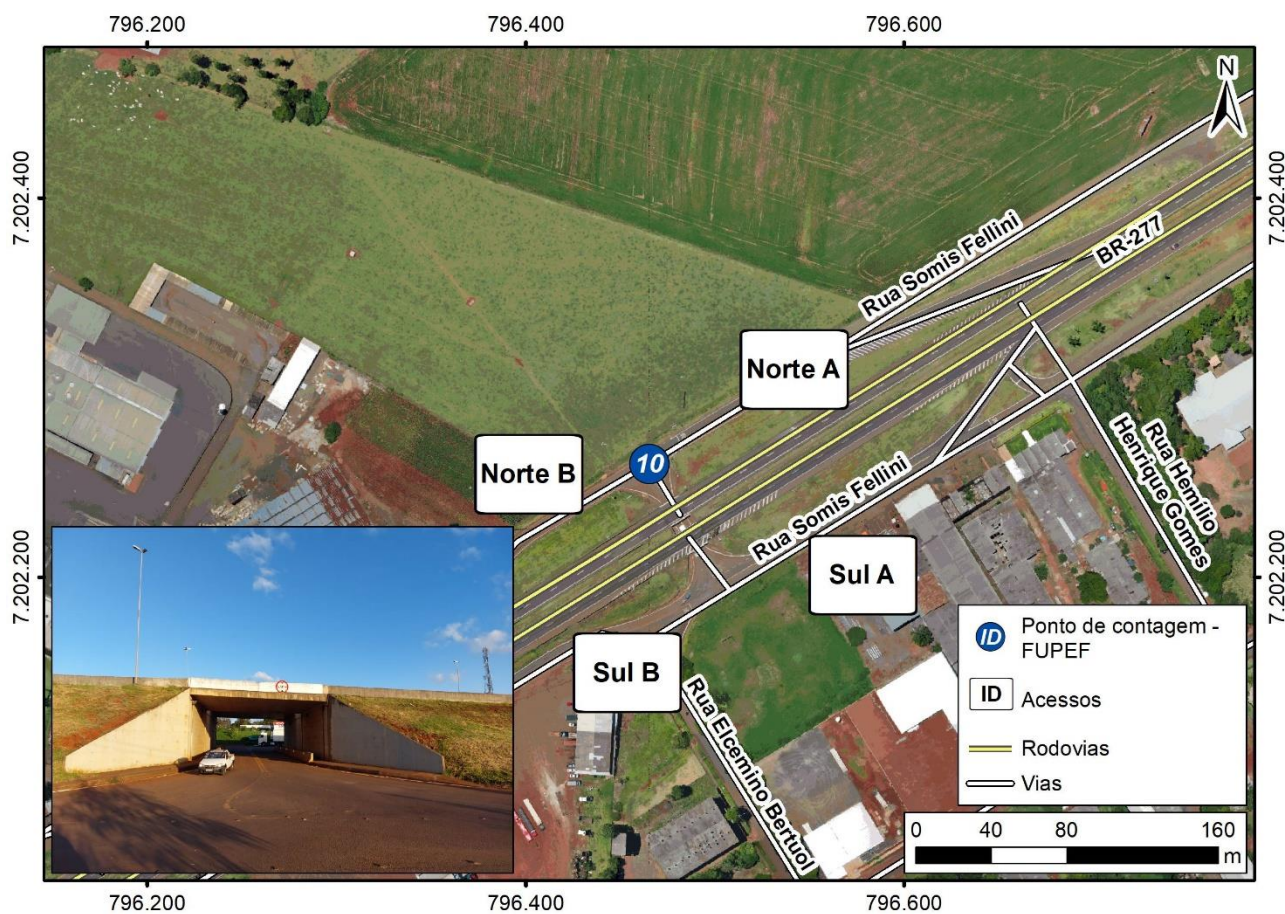 796.200
796.400
796.600
N
7.202.400
7.202.400
Rua Somis Fellini
BR-277
Norte A
Norte B
10
Rua Somis Fellini
Rua Hemilio
Henrique Gomes
7.202.200
7.202.200
Sul A
Sul B
Rua Elcemino Bertuol
ID
Ponto de contagem -
FUPEF
ID
Acessos
Rodovias
Vias
0
40
80
160
m
796.200
796.400
796.600